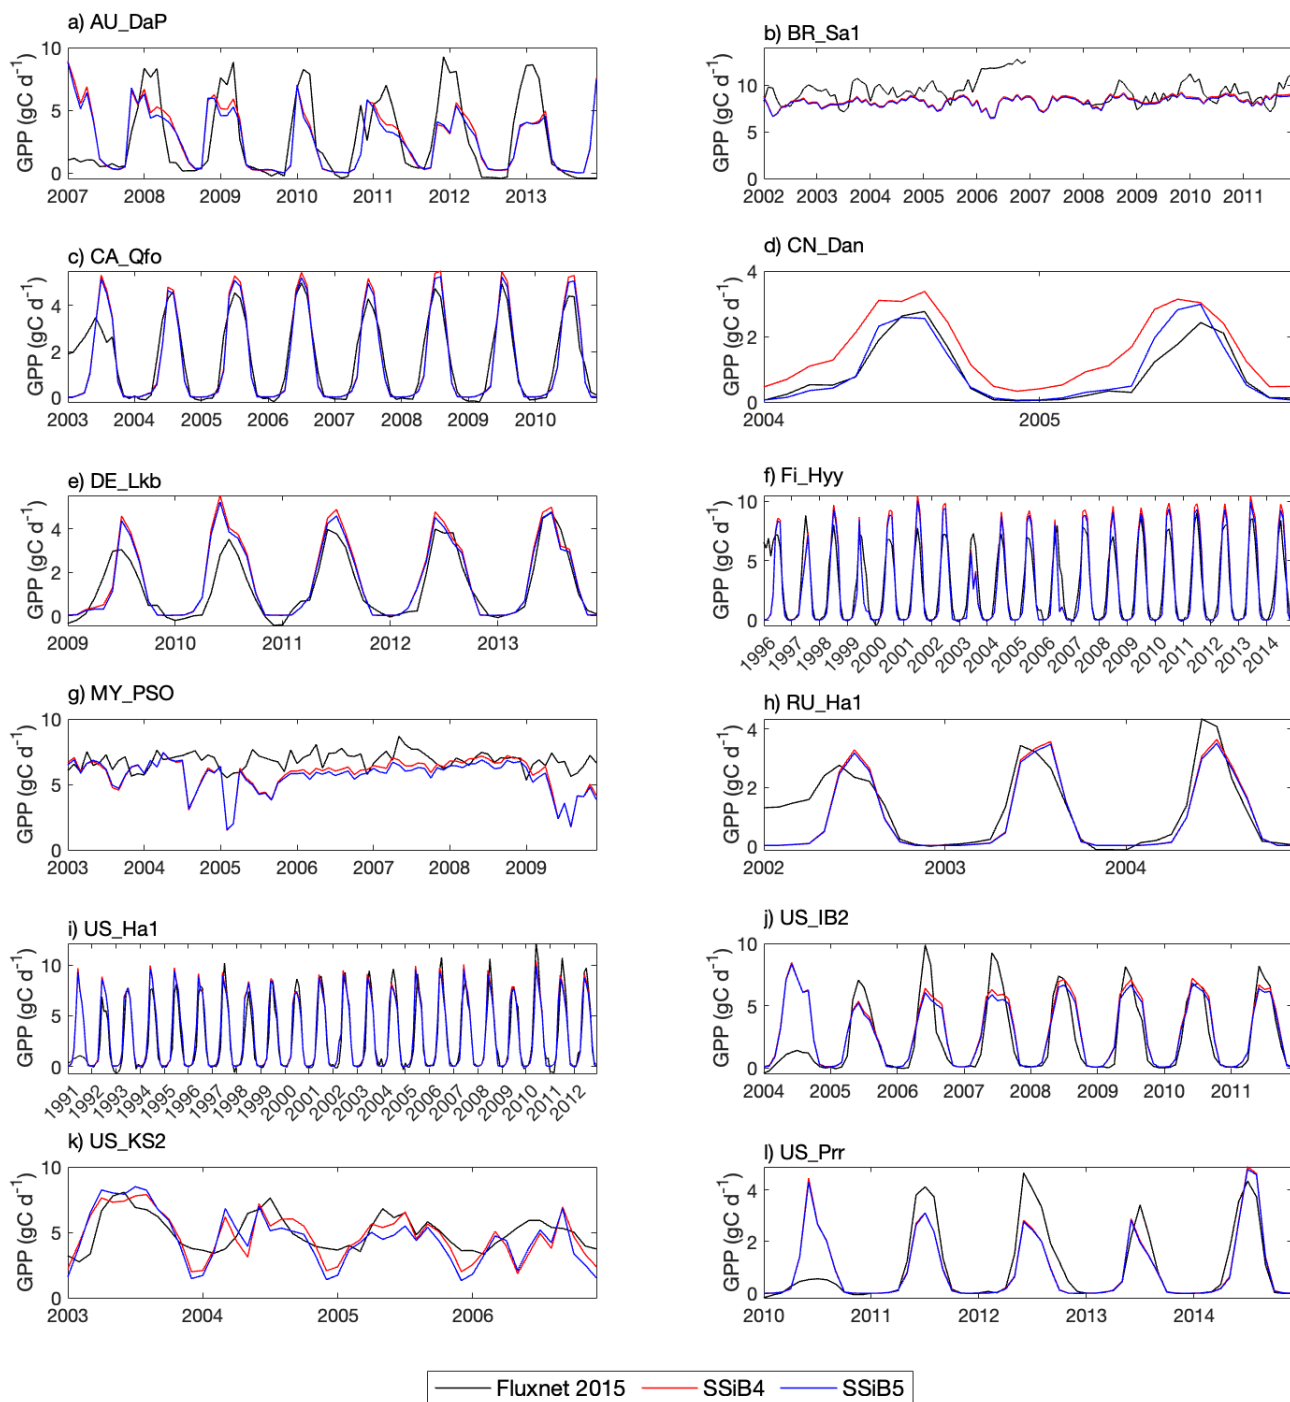 a) AU_DaP
GPP (gC d⁻¹)
10
5
0
2007 2008 2009 2010 2011 2012 2013
b) BR_Sa1
GPP (gC d⁻¹)
10
5
0
2002 2003 2004 2005 2006 2007 2008 2009 2010 2011
c) CA_Qfo
GPP (gC d⁻¹)
4
2
0
2003 2004 2005 2006 2007 2008 2009 2010
d) CN_Dan
GPP (gC d⁻¹)
4
2
0
2004 2005
e) DE_Lkb
GPP (gC d⁻¹)
4
2
0
2009 2010 2011 2012 2013
f) Fi_Hyy
GPP (gC d⁻¹)
10
5
0
1996 1997 1998 1999 2000 2001 2002 2003 2004 2005 2006 2007 2008 2009 2010 2011 2012 2013 2014
g) MY_PSO
GPP (gC d⁻¹)
10
5
0
2003 2004 2005 2006 2007 2008 2009
h) RU_Ha1
GPP (gC d⁻¹)
4
2
0
2002 2003 2004
i) US_Ha1
GPP (gC d⁻¹)
10
5
0
1991 1992 1993 1994 1995 1996 1997 1998 1999 2000 2001 2002 2003 2004 2005 2006 2007 2008 2009 2010 2011 2012
j) US_IB2
GPP (gC d⁻¹)
10
5
0
2004 2005 2006 2007 2008 2009 2010 2011
k) US_KS2
GPP (gC d⁻¹)
10
5
0
2003 2004 2005 2006
l) US_Prr
GPP (gC d⁻¹)
4
2
0
2010 2011 2012 2013 2014
Fluxnet 2015 SSiB4 SSiB5